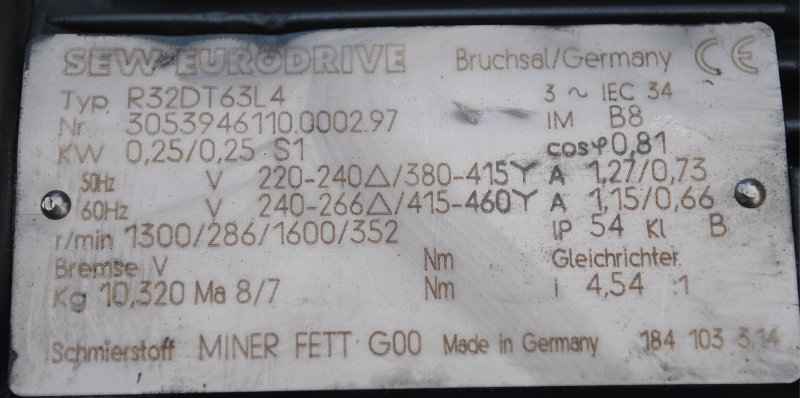 SEW-EURODRIVE Bruchsal/Germany CE
Typ R32DT63L4 3 ~ IEC 34
Nr 3053946110.0002.97 IM B8
KW 0,25/0,25 S1 cosφ 0,81
50Hz V 220-240△/380-415Y A 1,27/0,73
60Hz V 240-266△/415-460Y A 1,15/0,66
r/min 1300/286/1600/352 IP 54 Kl B
Bremse V Nm Gleichrichter
Kg 10,320 Ma 8/7 Nm i 4,54 :1
Schmierstoff MINER FETT G00 Made in Germany 184 103 3.14